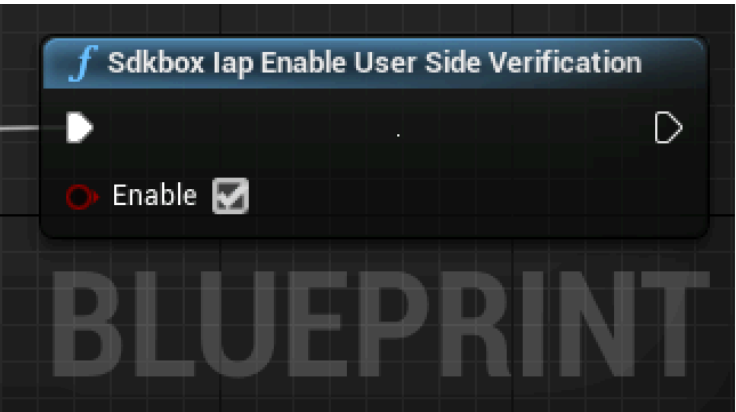 f Sdkbox Iap Enable User Side Verification
Enable
BLUEPRINT